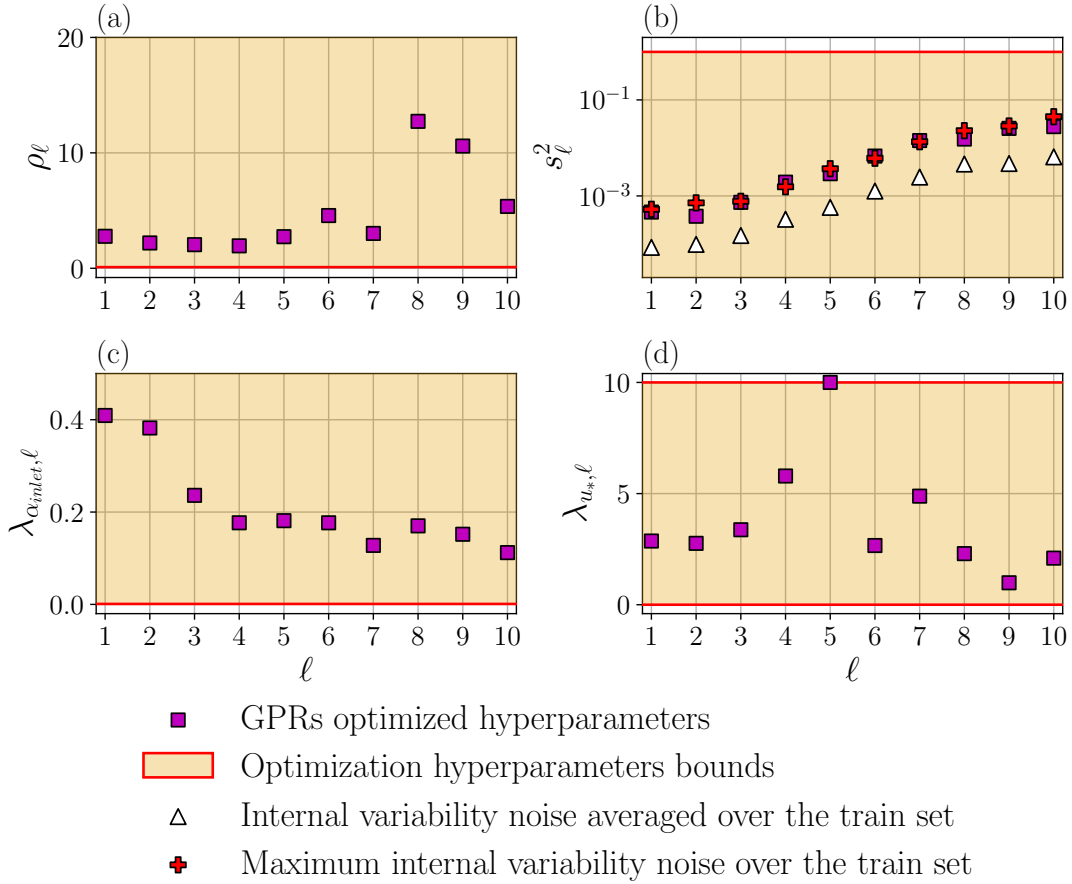 (a)
20
10
0
ρℓ
1 2 3 4 5 6 7 8 9 10
(b)
10⁻¹
10⁻³
s²ℓ
1 2 3 4 5 6 7 8 9 10
(c)
0.4
0.2
0.0
λα_inlet,ℓ
1 2 3 4 5 6 7 8 9 10
ℓ
(d)
10
5
0
λu*,ℓ
1 2 3 4 5 6 7 8 9 10
ℓ
GPRs optimized hyperparameters
Optimization hyperparameters bounds
Internal variability noise averaged over the train set
Maximum internal variability noise over the train set